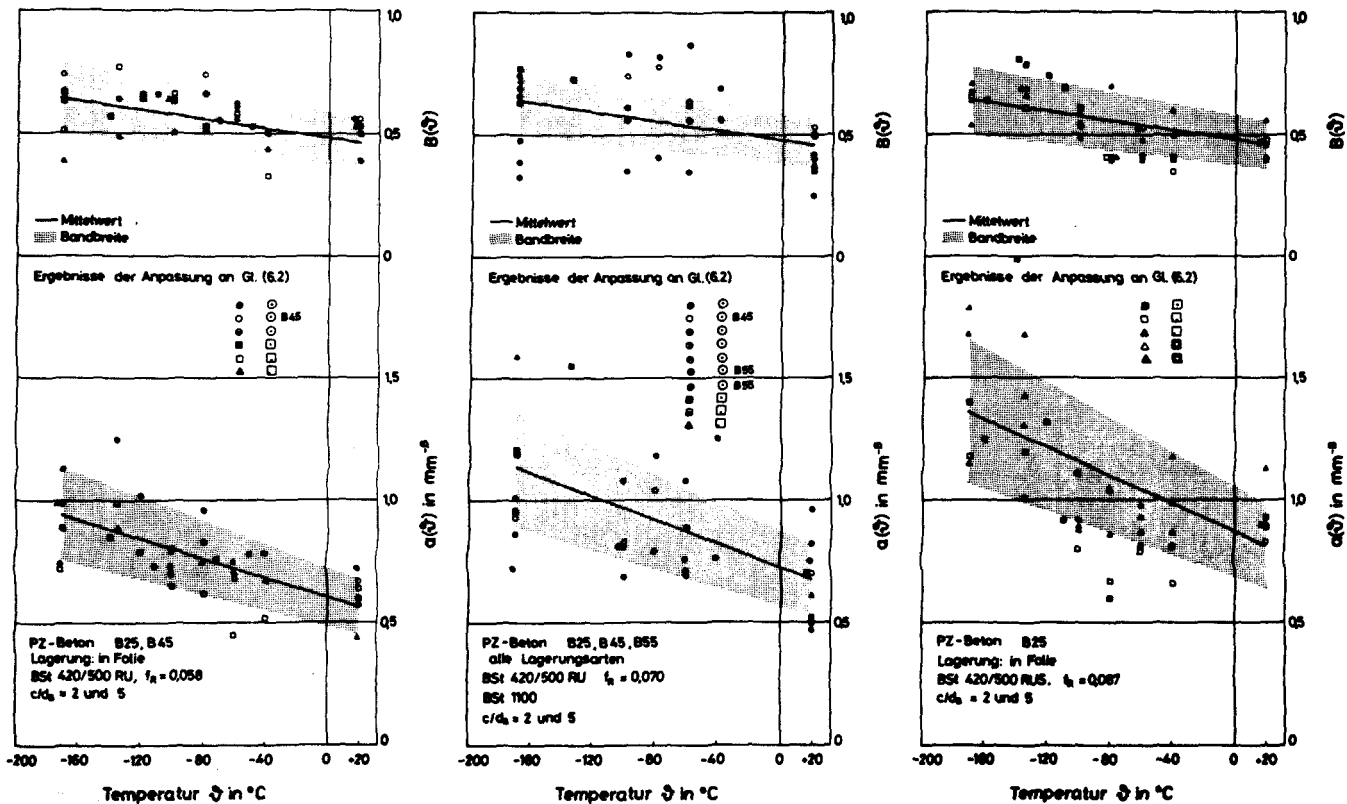 1,0
0,5
B(ϑ)
Mittelwert
Bandbreite
0
Ergebnisse der Anpassung an Gl. (6.2)
B45
1,5
1,0
a(ϑ) in mm⁻ᵝ
0,5
PZ-Beton B25, B45
Lagerung: in Folie
BSt 420/500 RU, f_R = 0,058
c/d_s = 2 und 5
0
-200 -160 -120 -80 -40 0 +20
Temperatur ϑ in °C
1,0
0,5
B(ϑ)
Mittelwert
Bandbreite
0
Ergebnisse der Anpassung an Gl. (6.2)
B45
B55
B55
1,5
1,0
a(ϑ) in mm⁻ᵝ
0,5
PZ-Beton B25, B45, B55
alle Lagerungsarten
BSt 420/500 RU f_R = 0,070
BSt 1100
c/d_s = 2 und 5
0
-200 -160 -120 -80 -40 0 +20
Temperatur ϑ in °C
1,0
0,5
B(ϑ)
Mittelwert
Bandbreite
0
Ergebnisse der Anpassung an Gl. (6.2)
1,5
1,0
a(ϑ) in mm⁻ᵝ
0,5
PZ-Beton B25
Lagerung: in Folie
BSt 420/500 RUS, f_R = 0,087
c/d_s = 2 und 5
0
-200 -160 -120 -80 -40 0 +20
Temperatur ϑ in °C